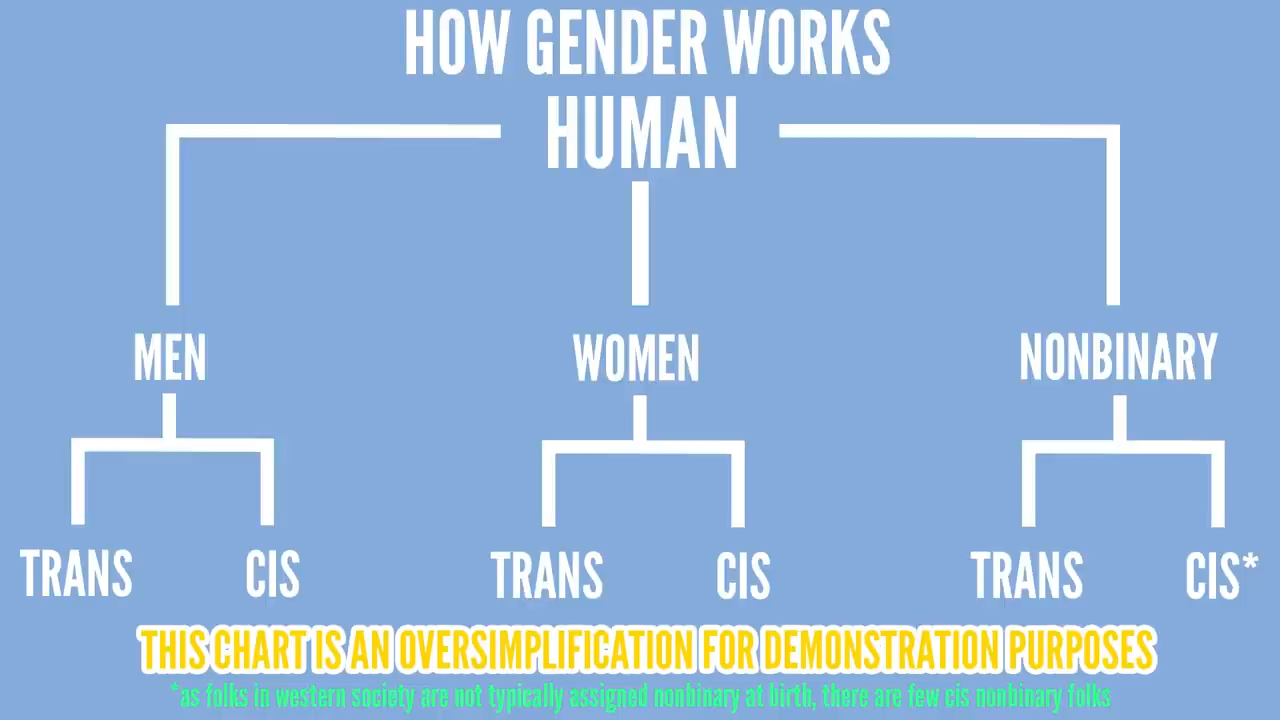 HOW GENDER WORKS
HUMAN
MEN WOMEN NONBINARY
TRANS CIS TRANS CIS TRANS CIS*
THIS CHART IS AN OVERSIMPLIFICATION FOR DEMONSTRATION PURPOSES
*as folks in western society are not typically assigned nonbinary at birth, there are few cis nonbinary folks